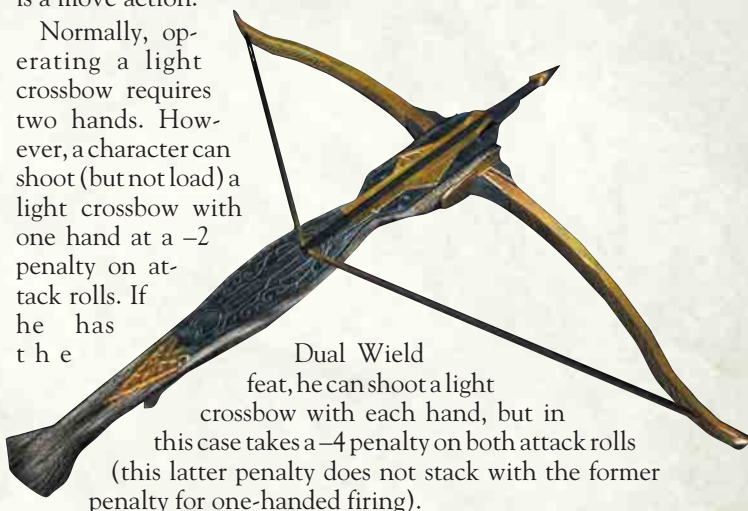 is a move action.
Normally, op-
erating a light
crossbow requires
two hands. How-
ever, a character can
shoot (but not load) a
light crossbow with
one hand at a –2
penalty on at-
tack rolls. If
he has
the
Dual Wield
feat, he can shoot a light
crossbow with each hand, but in
this case takes a –4 penalty on both attack rolls
(this latter penalty does not stack with the former
penalty for one-handed firing).